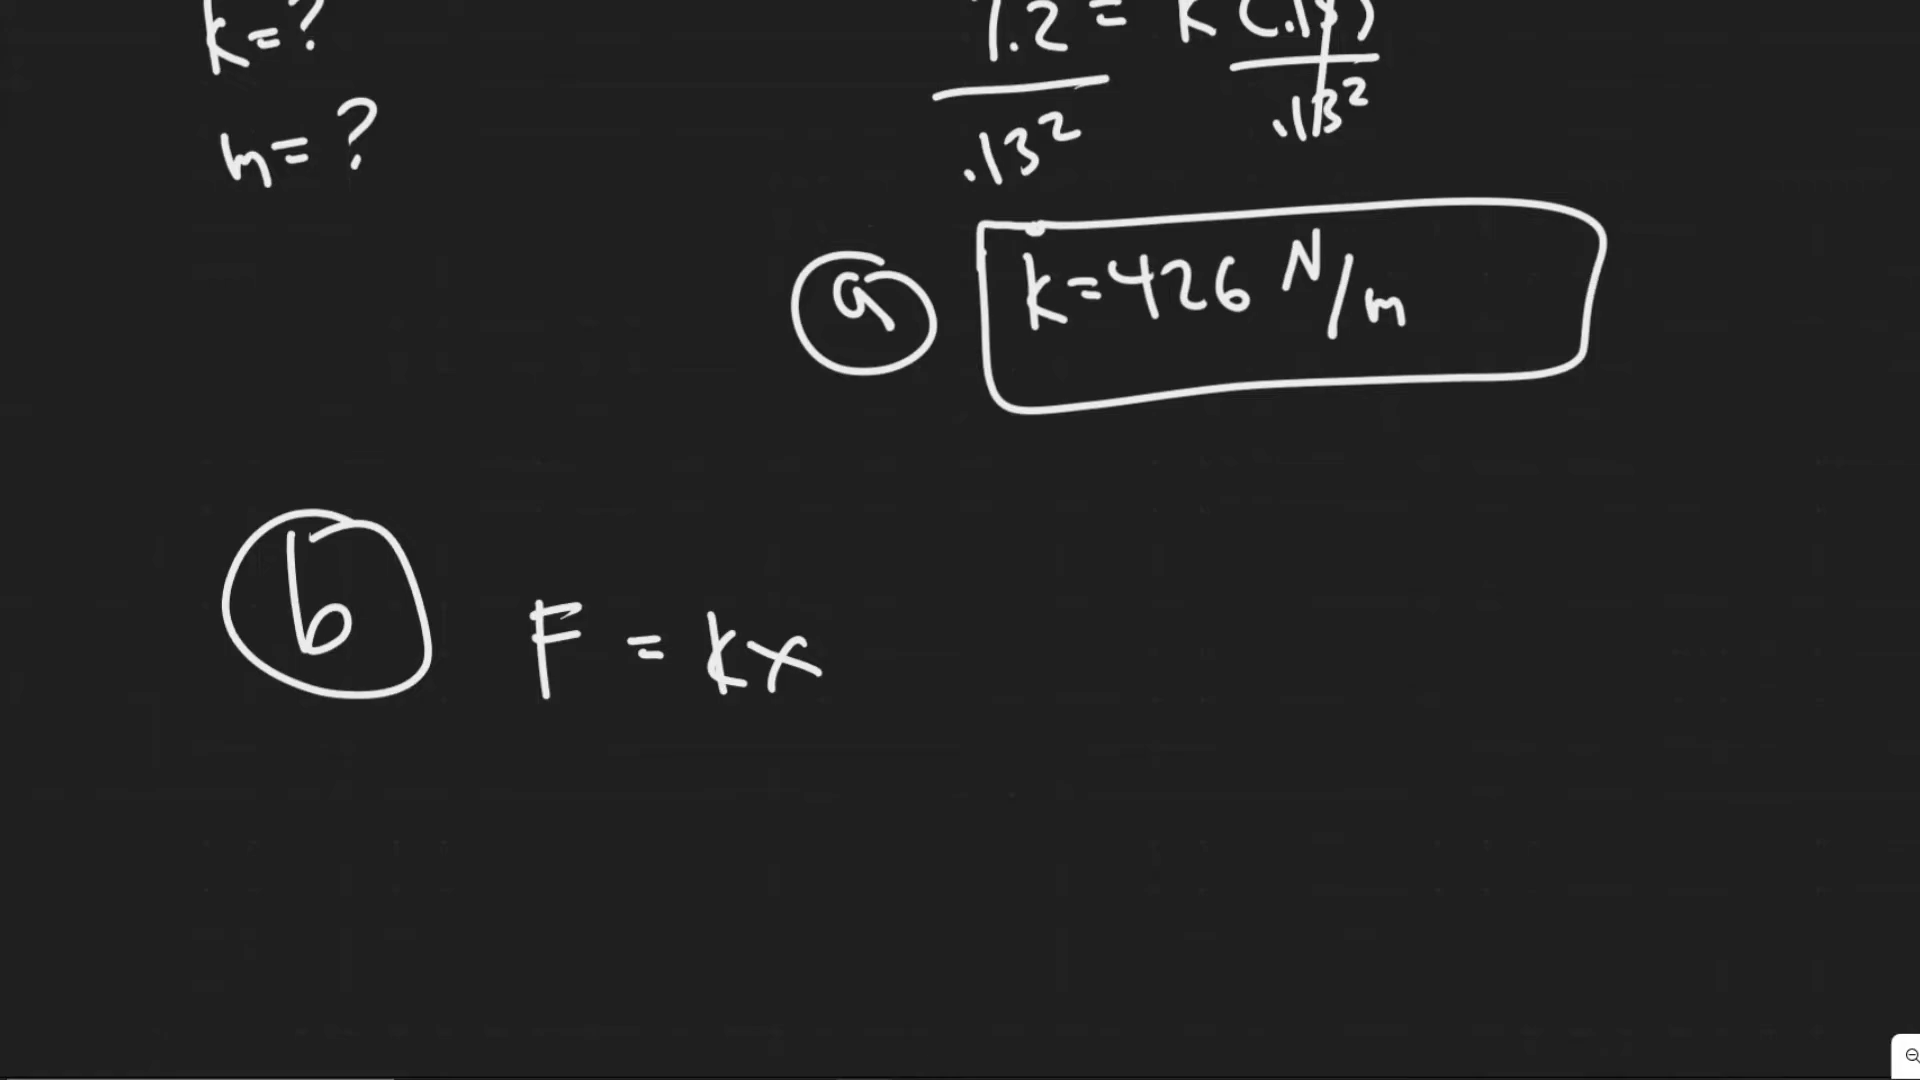 k=?
7.2 = k(.13)
m= ?
.13²
.13²
a
k=426 N/m
b
F = kx